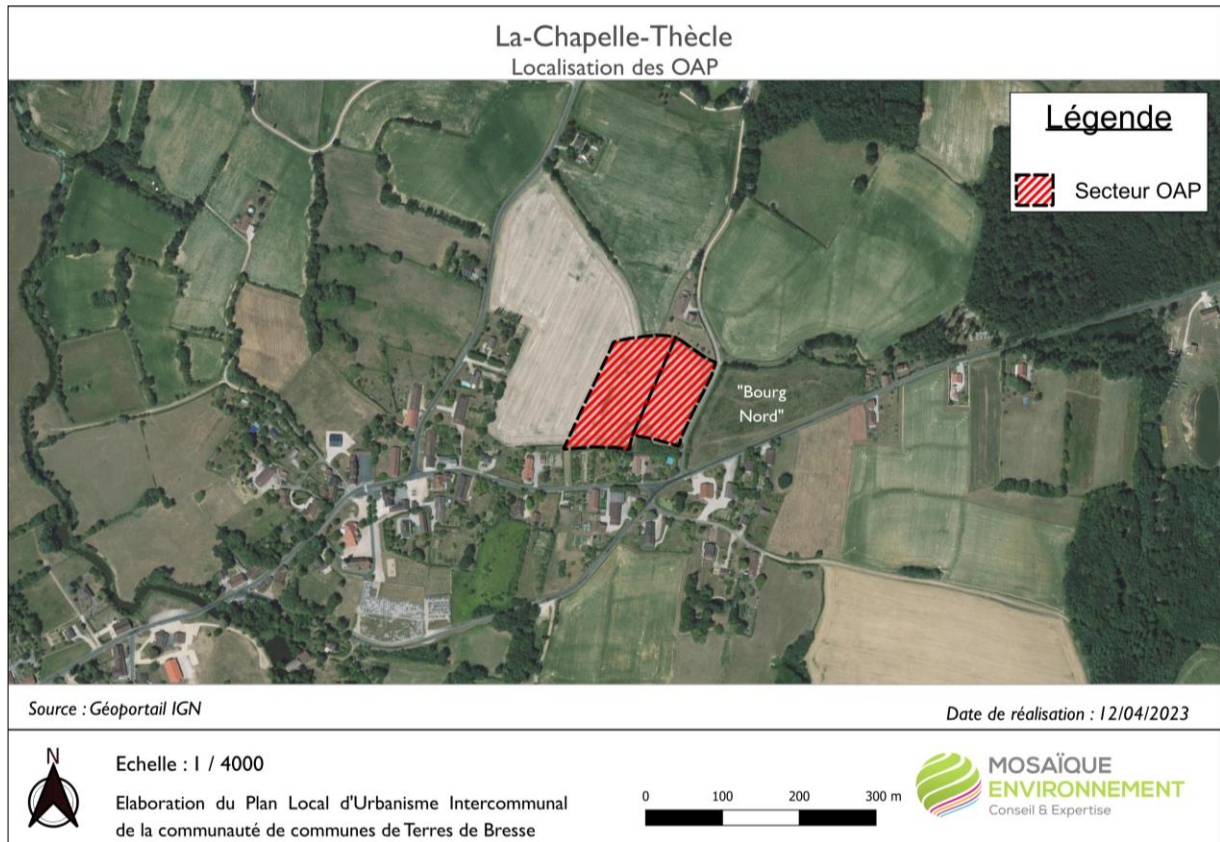 La-Chapelle-Thècle
Localisation des OAP
Légende
Secteur OAP
"Bourg
Nord"
Source : Géoportail IGN
Date de réalisation : 12/04/2023
N
Echelle : 1 / 4000
Elaboration du Plan Local d'Urbanisme Intercommunal
de la communauté de communes de Terres de Bresse
0 100 200 300 m
MOSAÏQUE
ENVIRONNEMENT
Conseil & Expertise